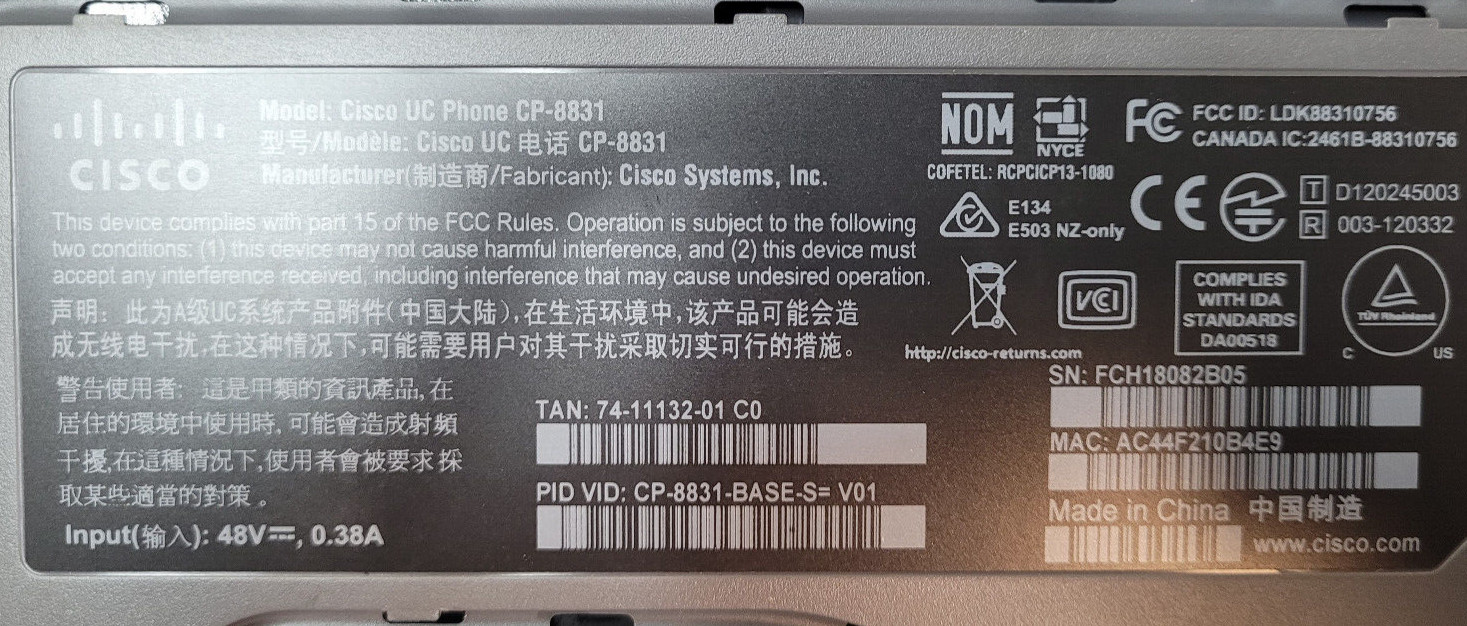 CISCO
Model: Cisco UC Phone CP-8831
型号/Modèle: Cisco UC 电话 CP-8831
Manufacturer(制造商/Fabricant): Cisco Systems, Inc.
This device complies with part 15 of the FCC Rules. Operation is subject to the following
two conditions: (1) this device may not cause harmful interference, and (2) this device must
accept any interference received, including interference that may cause undesired operation.
声明: 此为A级UC系统产品附件(中国大陆),在生活环境中,该产品可能会造
成无线电干扰,在这种情况下,可能需要用户对其干扰采取切实可行的措施。
警告使用者: 這是甲類的資訊產品,在
居住的環境中使用時,可能會造成射頻
干擾,在這種情況下,使用者會被要求採
取某些適當的對策。
Input(输入): 48V⎓, 0.38A
TAN: 74-11132-01 C0
PID VID: CP-8831-BASE-S= V01
NOM
NYCE
COFETEL: RCPCICP13-1080
FC FCC ID: LDK88310756
CANADA IC:2461B-88310756
E134
E503 NZ-only
CE
T D120245003
R 003-120332
http://cisco-returns.com
VCI
COMPLIES
WITH IDA
STANDARDS
DA00518
TÜV Rheinland
C US
SN: FCH18082B05
MAC: AC44F210B4E9
Made in China 中国制造
www.cisco.com